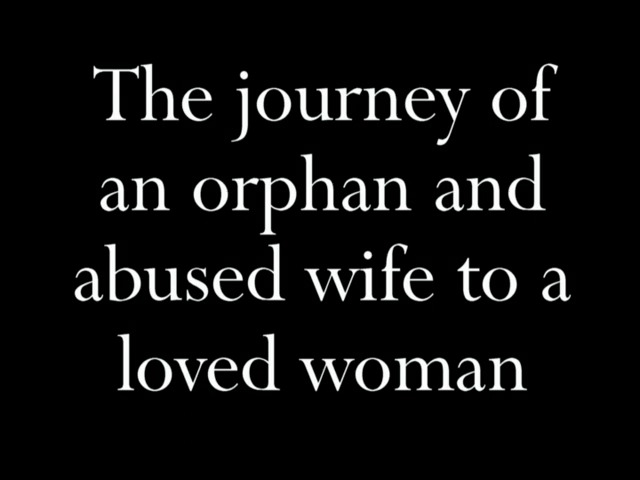 The journey of
an orphan and
abused wife to a
loved woman